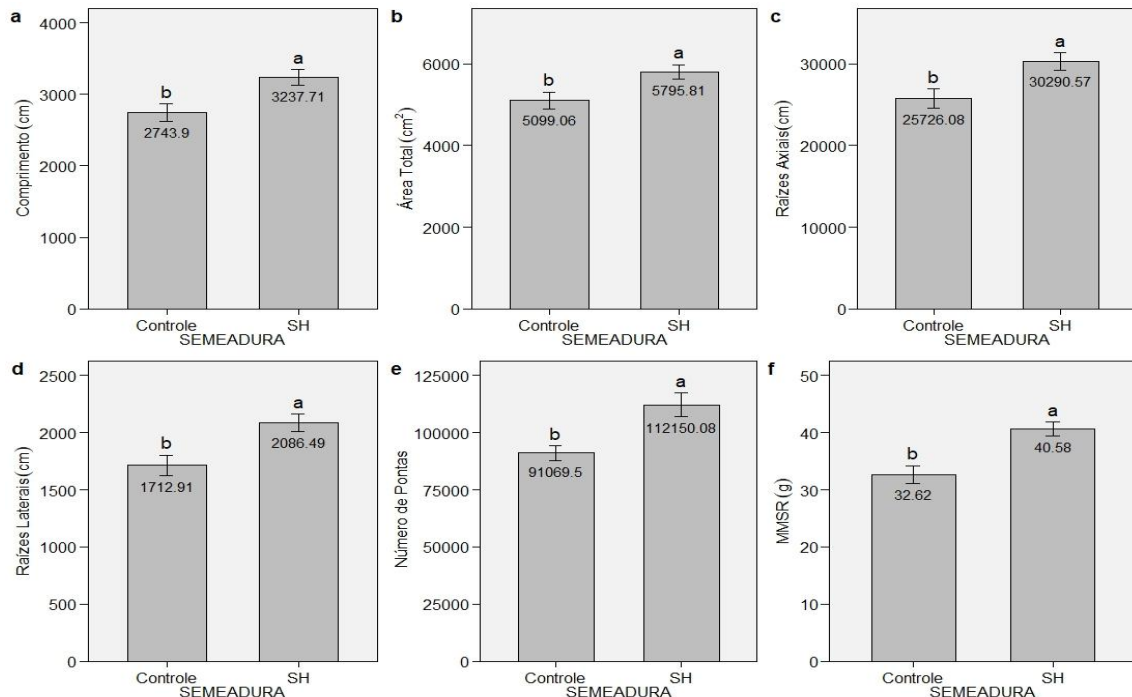 a
Comprimento (cm)
4000
3000
2000
1000
0
b
2743.9
a
3237.71
Controle SH
SEMEADURA
b
Área Total (cm²)
6000
4000
2000
0
b
5099.06
a
5795.81
Controle SH
SEMEADURA
c
Raízes Axiais(cm)
30000
20000
10000
0
b
25726.08
a
30290.57
Controle SH
SEMEADURA
d
Raízes Laterais(cm)
2500
2000
1500
1000
500
0
b
1712.91
a
2086.49
Controle SH
SEMEADURA
e
Número de Pontas
125000
100000
75000
50000
25000
0
b
91069.5
a
112150.08
Controle SH
SEMEADURA
f
MMSR (g)
50
40
30
20
10
0
b
32.62
a
40.58
Controle SH
SEMEADURA